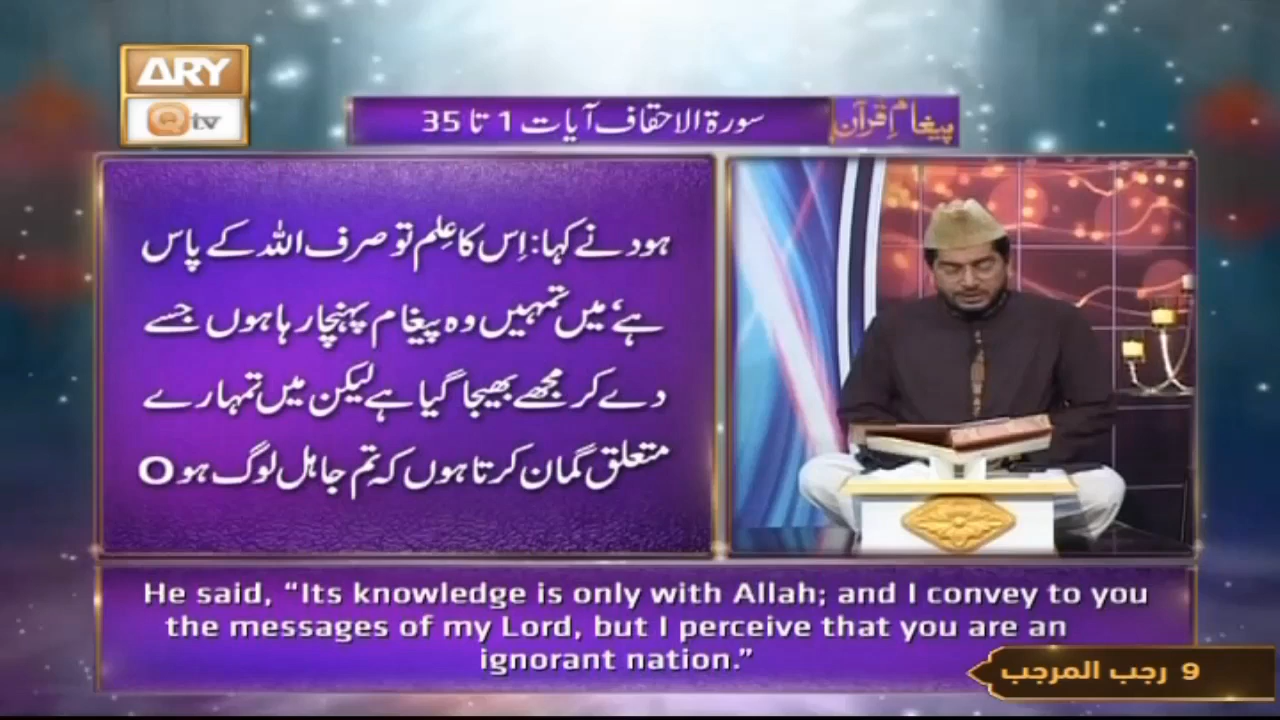 ARY
Qtv
پیغامِ قرآن
سورۃ الاحقاف آیات 1 تا 35
ہود نے کہا: اِس کا عِلم تو صرف اللہ کے پاس
ہے‘ میں تمہیں وہ پیغام پہنچا رہا ہوں جسے
دے کر مجھے بھیجا گیا ہے لیکن میں تمہارے
متعلق گمان کرتا ہوں کہ تم جاہل لوگ ہو O
He said, “Its knowledge is only with Allah; and I convey to you
the messages of my Lord, but I perceive that you are an
ignorant nation.”
9 رجب المرجب